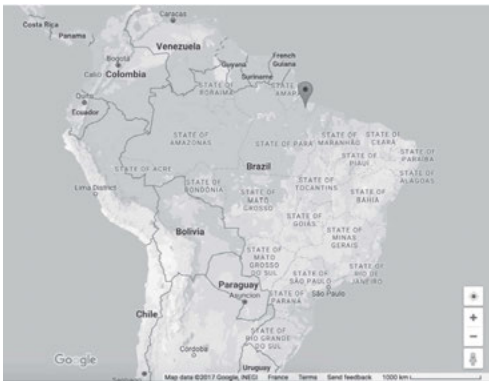 Caracas
Costa Rica
Panama
Venezuela
Bogotá
Guyana
French
Guiana
Cali
Colombia
Suriname
STATE OF
RORAIMA
STATE
AMAPÁ
Quito
Ecuador
STATE OF
AMAZONAS
STATE OF PARÁ
STATE OF
MARANHÃO
STATE OF
CEARÁ
STATE OF
PARAÍBA
STATE OF
PIAUÍ
STATE OF ACRE
Brazil
STATE OF
ALAGOAS
Lima District
STATE OF
RONDÔNIA
STATE OF
TOCANTINS
STATE OF
MATO
GROSSO
STATE OF
BAHIA
STATE OF
GOIÁS
Bolivia
STATE OF
MINAS
GERAIS
STATE OF
MATO
GROSSO
DO SUL
STATE OF
RIO DE
JANEIRO
STATE OF
SÃO PAULO
Paraguay
Asuncion
São Paulo
STATE OF
PARANÁ
Chile
STATE OF
RIO GRANDE
DO SUL
Córdoba
Google
Uruguay
Map data ©2017 Google, INEGI France Terms Send feedback 1000 km